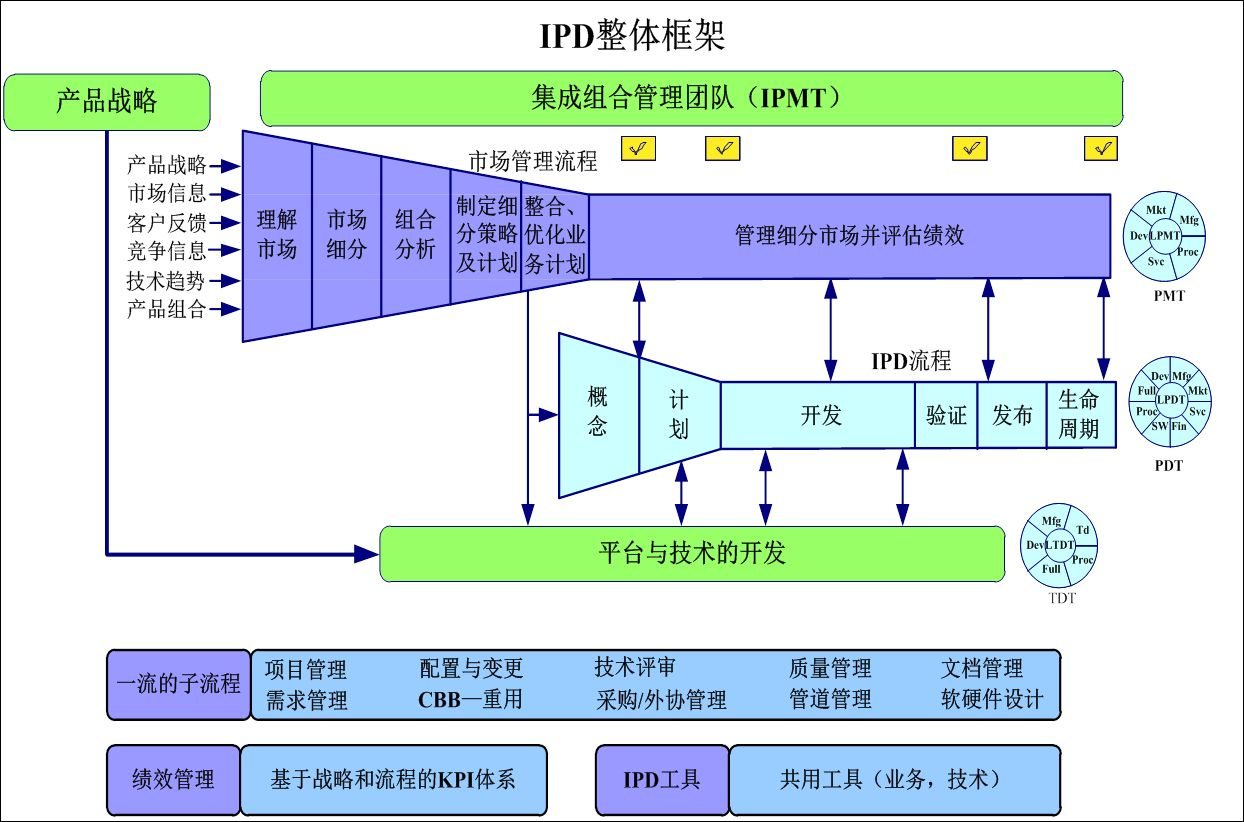 IPD整体框架
产品战略
集成组合管理团队（IPMT）
市场管理流程
产品战略
市场信息
客户反馈
竞争信息
技术趋势
产品组合
理解
市场
市场
细分
组合
分析
制定细
分策略
及计划
整合、
优化业
务计划
管理细分市场并评估绩效
Mkt
Mfg
Dev
LPMT
Proc
Svc
PMT
IPD流程
概
念
计
划
开发
验证
发布
生命
周期
Dev
Mfg
Full
Mkt
LPDT
Proc
Svc
SW
Fin
PDT
平台与技术的开发
Mfg
Td
Dev
LTDT
Proc
Full
TDT
一流的子流程
项目管理 配置与变更 技术评审 质量管理 文档管理
需求管理 CBB—重用 采购/外协管理 管道管理 软硬件设计
绩效管理
基于战略和流程的KPI体系
IPD工具
共用工具（业务，技术）